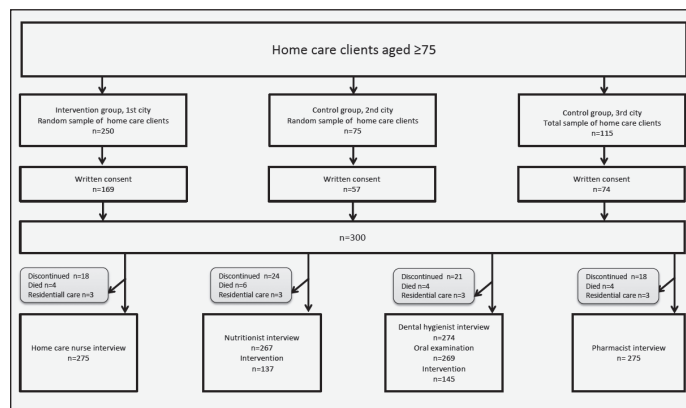 Home care clients aged ≥75
Intervention group, 1st city
Random sample of home care clients
n=250
Control group, 2nd city
Random sample of home care clients
n=75
Control group, 3rd city
Total sample of home care clients
n=115
Written consent
n=169
Written consent
n=57
Written consent
n=74
n=300
Discontinued n=18
Died n=4
Residentiall care n=3
Discontinued n=24
Died n=6
Residential care n=3
Discontinued n=21
Died n=4
Residential care n=3
Discontinued n=18
Died n=4
Residential care n=3
Home care nurse interview
n=275
Nutritionist interview
n=267
Intervention
n=137
Dental hygienist interview
n=274
Oral examination
n=269
Intervention
n=145
Pharmacist interview
n= 275